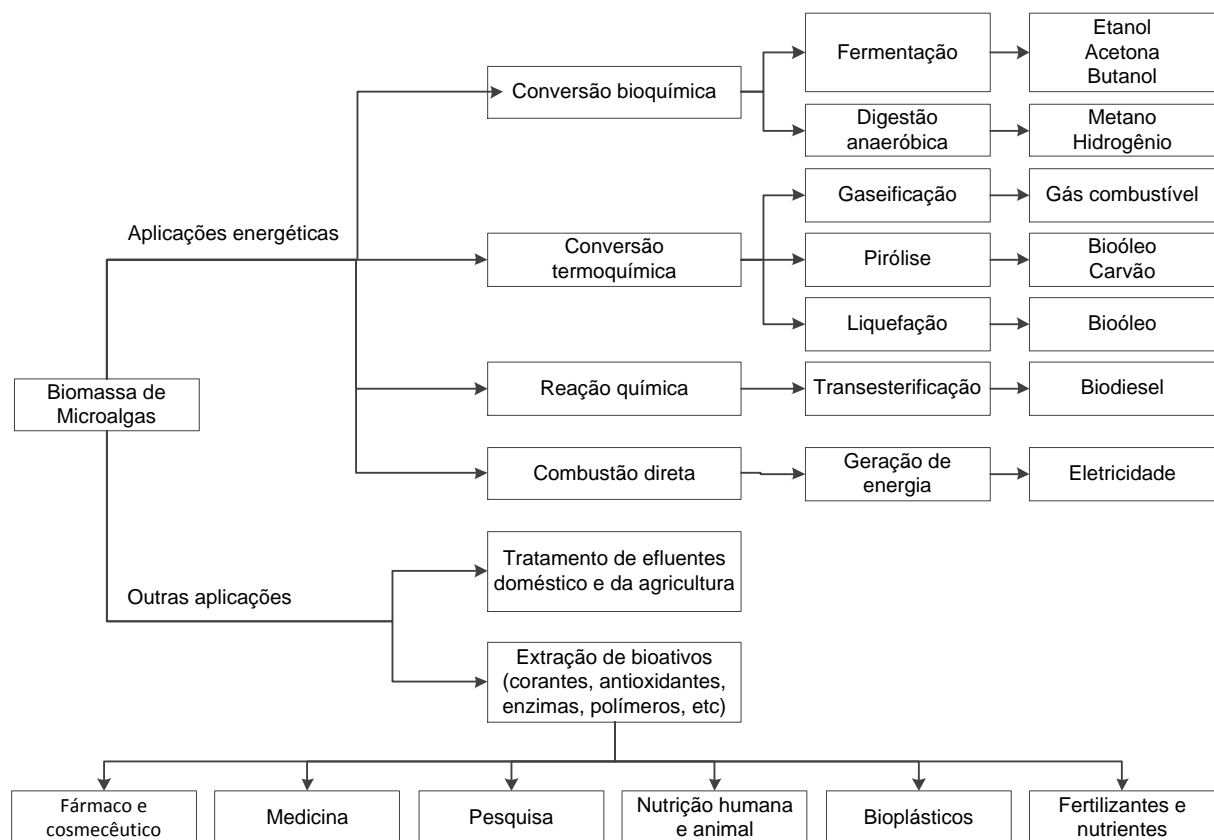 Biomassa de
Microalgas
Aplicações energéticas
Conversão bioquímica
Fermentação
Etanol
Acetona
Butanol
Digestão
anaeróbica
Metano
Hidrogênio
Conversão
termoquímica
Gaseificação
Gás combustível
Pirólise
Bioóleo
Carvão
Liquefação
Bioóleo
Reação química
Transesterificação
Biodiesel
Combustão direta
Geração de
energia
Eletricidade
Outras aplicações
Tratamento de efluentes
doméstico e da agricultura
Extração de bioativos
(corantes, antioxidantes,
enzimas, polímeros, etc)
Fármaco e
cosmecêutico
Medicina
Pesquisa
Nutrição humana
e animal
Bioplásticos
Fertilizantes e
nutrientes